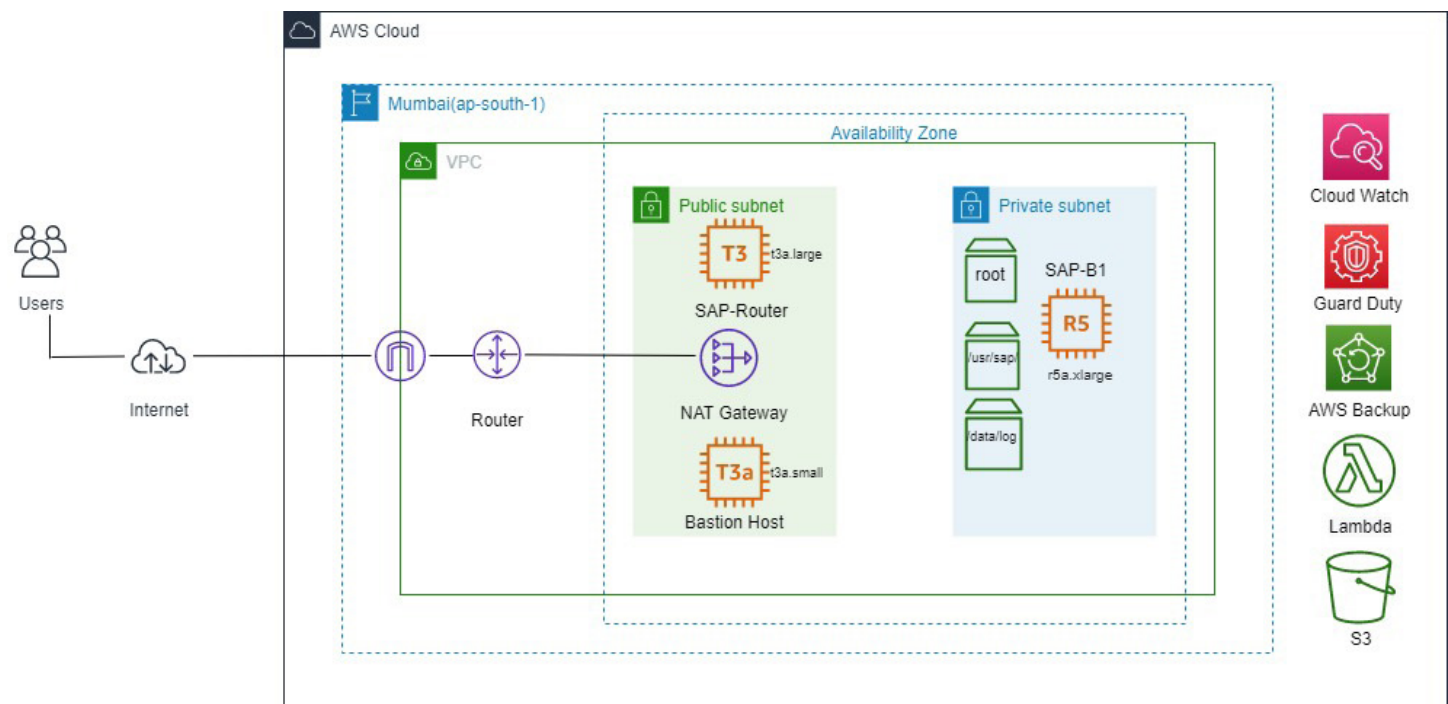 AWS Cloud
Mumbai(ap-south-1)
Availability Zone
VPC
Users
Internet
Router
Public subnet
T3
t3a.large
SAP-Router
NAT Gateway
T3a
t3a.small
Bastion Host
Private subnet
root
SAP-B1
R5
/usr/sap/
r5a.xlarge
/data/log
Cloud Watch
Guard Duty
AWS Backup
Lambda
S3